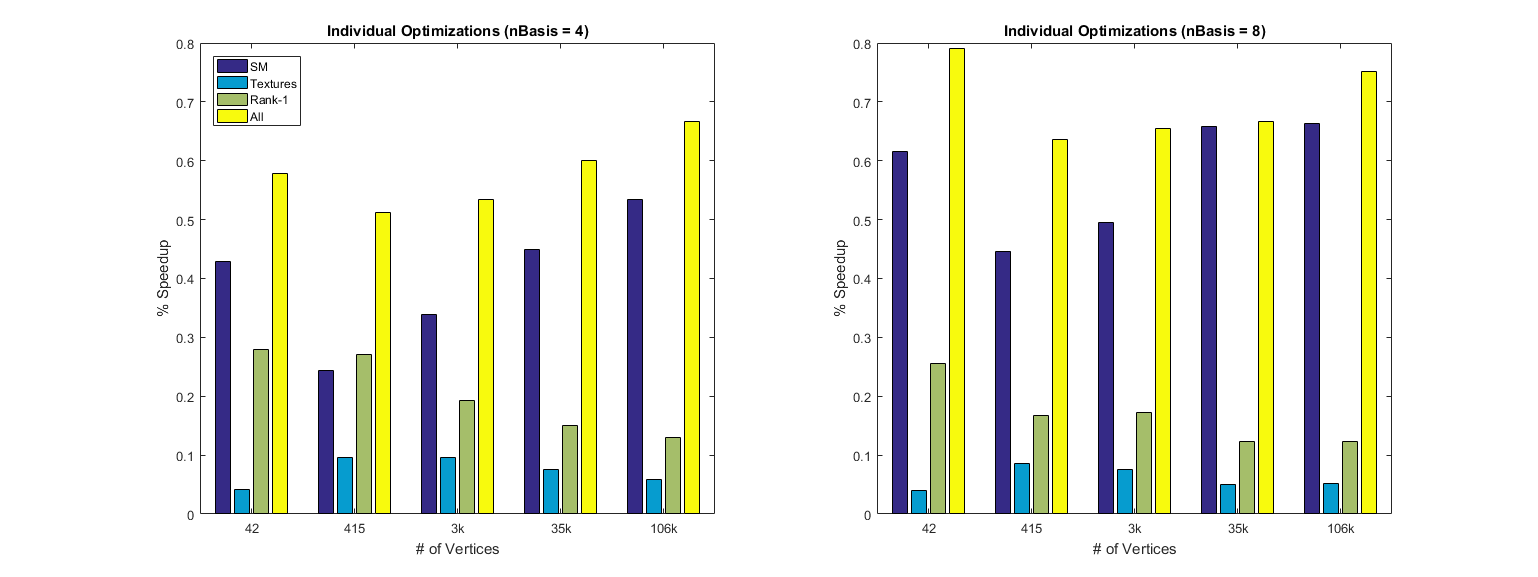 Individual Optimizations (nBasis = 4)
SM
Textures
Rank-1
All
% Speedup
0.8
0.7
0.6
0.5
0.4
0.3
0.2
0.1
0
42 415 3k 35k 106k
# of Vertices
Individual Optimizations (nBasis = 8)
% Speedup
0.8
0.7
0.6
0.5
0.4
0.3
0.2
0.1
0
42 415 3k 35k 106k
# of Vertices